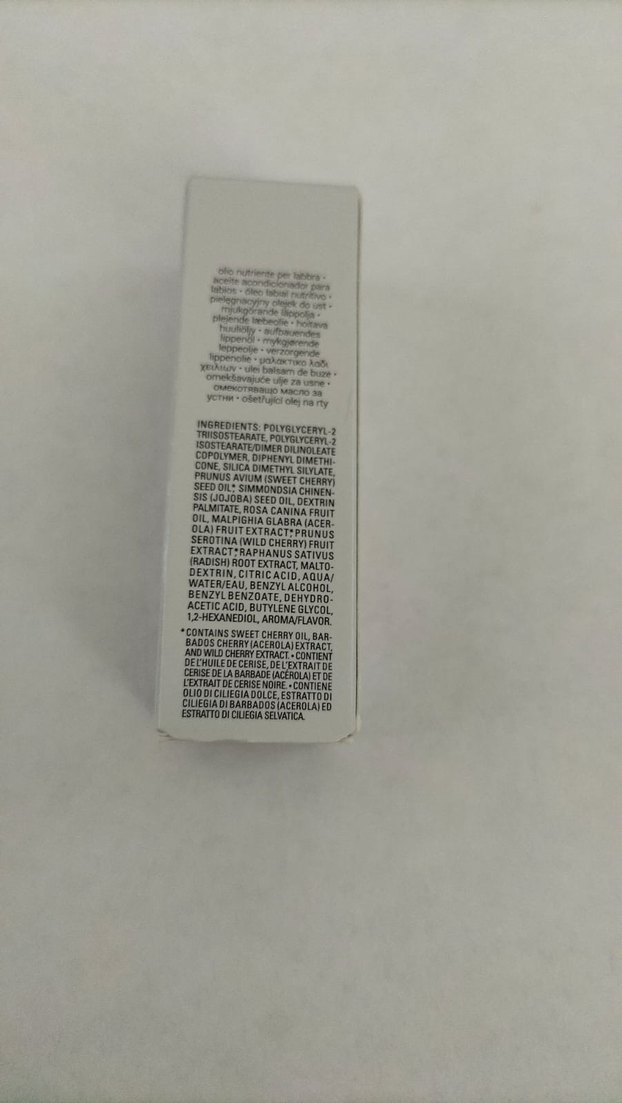 olio nutriente per labbra •
aceite acondicionador para
labios • óleo labial nutritivo •
pielęgnacyjny olejek do ust •
mjukgörande läppolja •
plejende læbeolie • hoitava
huuliöljy • aufbauendes
lippenöl • mykgjørende
leppeolje • verzorgende
lippenolie • μαλακτικό λάδι
χειλιών • ulei balsam de buze •
omekšavajuće ulje za usne •
омекотяващо масло за
устни • ošetřující olej na rty
INGREDIENTS: POLYGLYCERYL-2
TRIISOSTEARATE, POLYGLYCERYL-2
ISOSTEARATE/DIMER DILINOLEATE
COPOLYMER, DIPHENYL DIMETHI-
CONE, SILICA DIMETHYL SILYLATE,
PRUNUS AVIUM (SWEET CHERRY)
SEED OIL*, SIMMONDSIA CHINEN-
SIS (JOJOBA) SEED OIL, DEXTRIN
PALMITATE, ROSA CANINA FRUIT
OIL, MALPIGHIA GLABRA (ACER-
OLA) FRUIT EXTRACT*, PRUNUS
SEROTINA (WILD CHERRY) FRUIT
EXTRACT*, RAPHANUS SATIVUS
(RADISH) ROOT EXTRACT, MALTO-
DEXTRIN, CITRIC ACID, AQUA/
WATER/EAU, BENZYL ALCOHOL,
BENZYL BENZOATE, DEHYDRO-
ACETIC ACID, BUTYLENE GLYCOL,
1,2-HEXANEDIOL, AROMA/FLAVOR.
*CONTAINS SWEET CHERRY OIL, BAR-
BADOS CHERRY (ACEROLA) EXTRACT,
AND WILD CHERRY EXTRACT. • CONTIENT
DE L'HUILE DE CERISE, DE L'EXTRAIT DE
CERISE DE LA BARBADE (ACÉROLA) ET DE
L'EXTRAIT DE CERISE NOIRE. • CONTIENE
OLIO DI CILIEGIA DOLCE, ESTRATTO DI
CILIEGIA DI BARBADOS (ACEROLA) ED
ESTRATTO DI CILIEGIA SELVATICA.